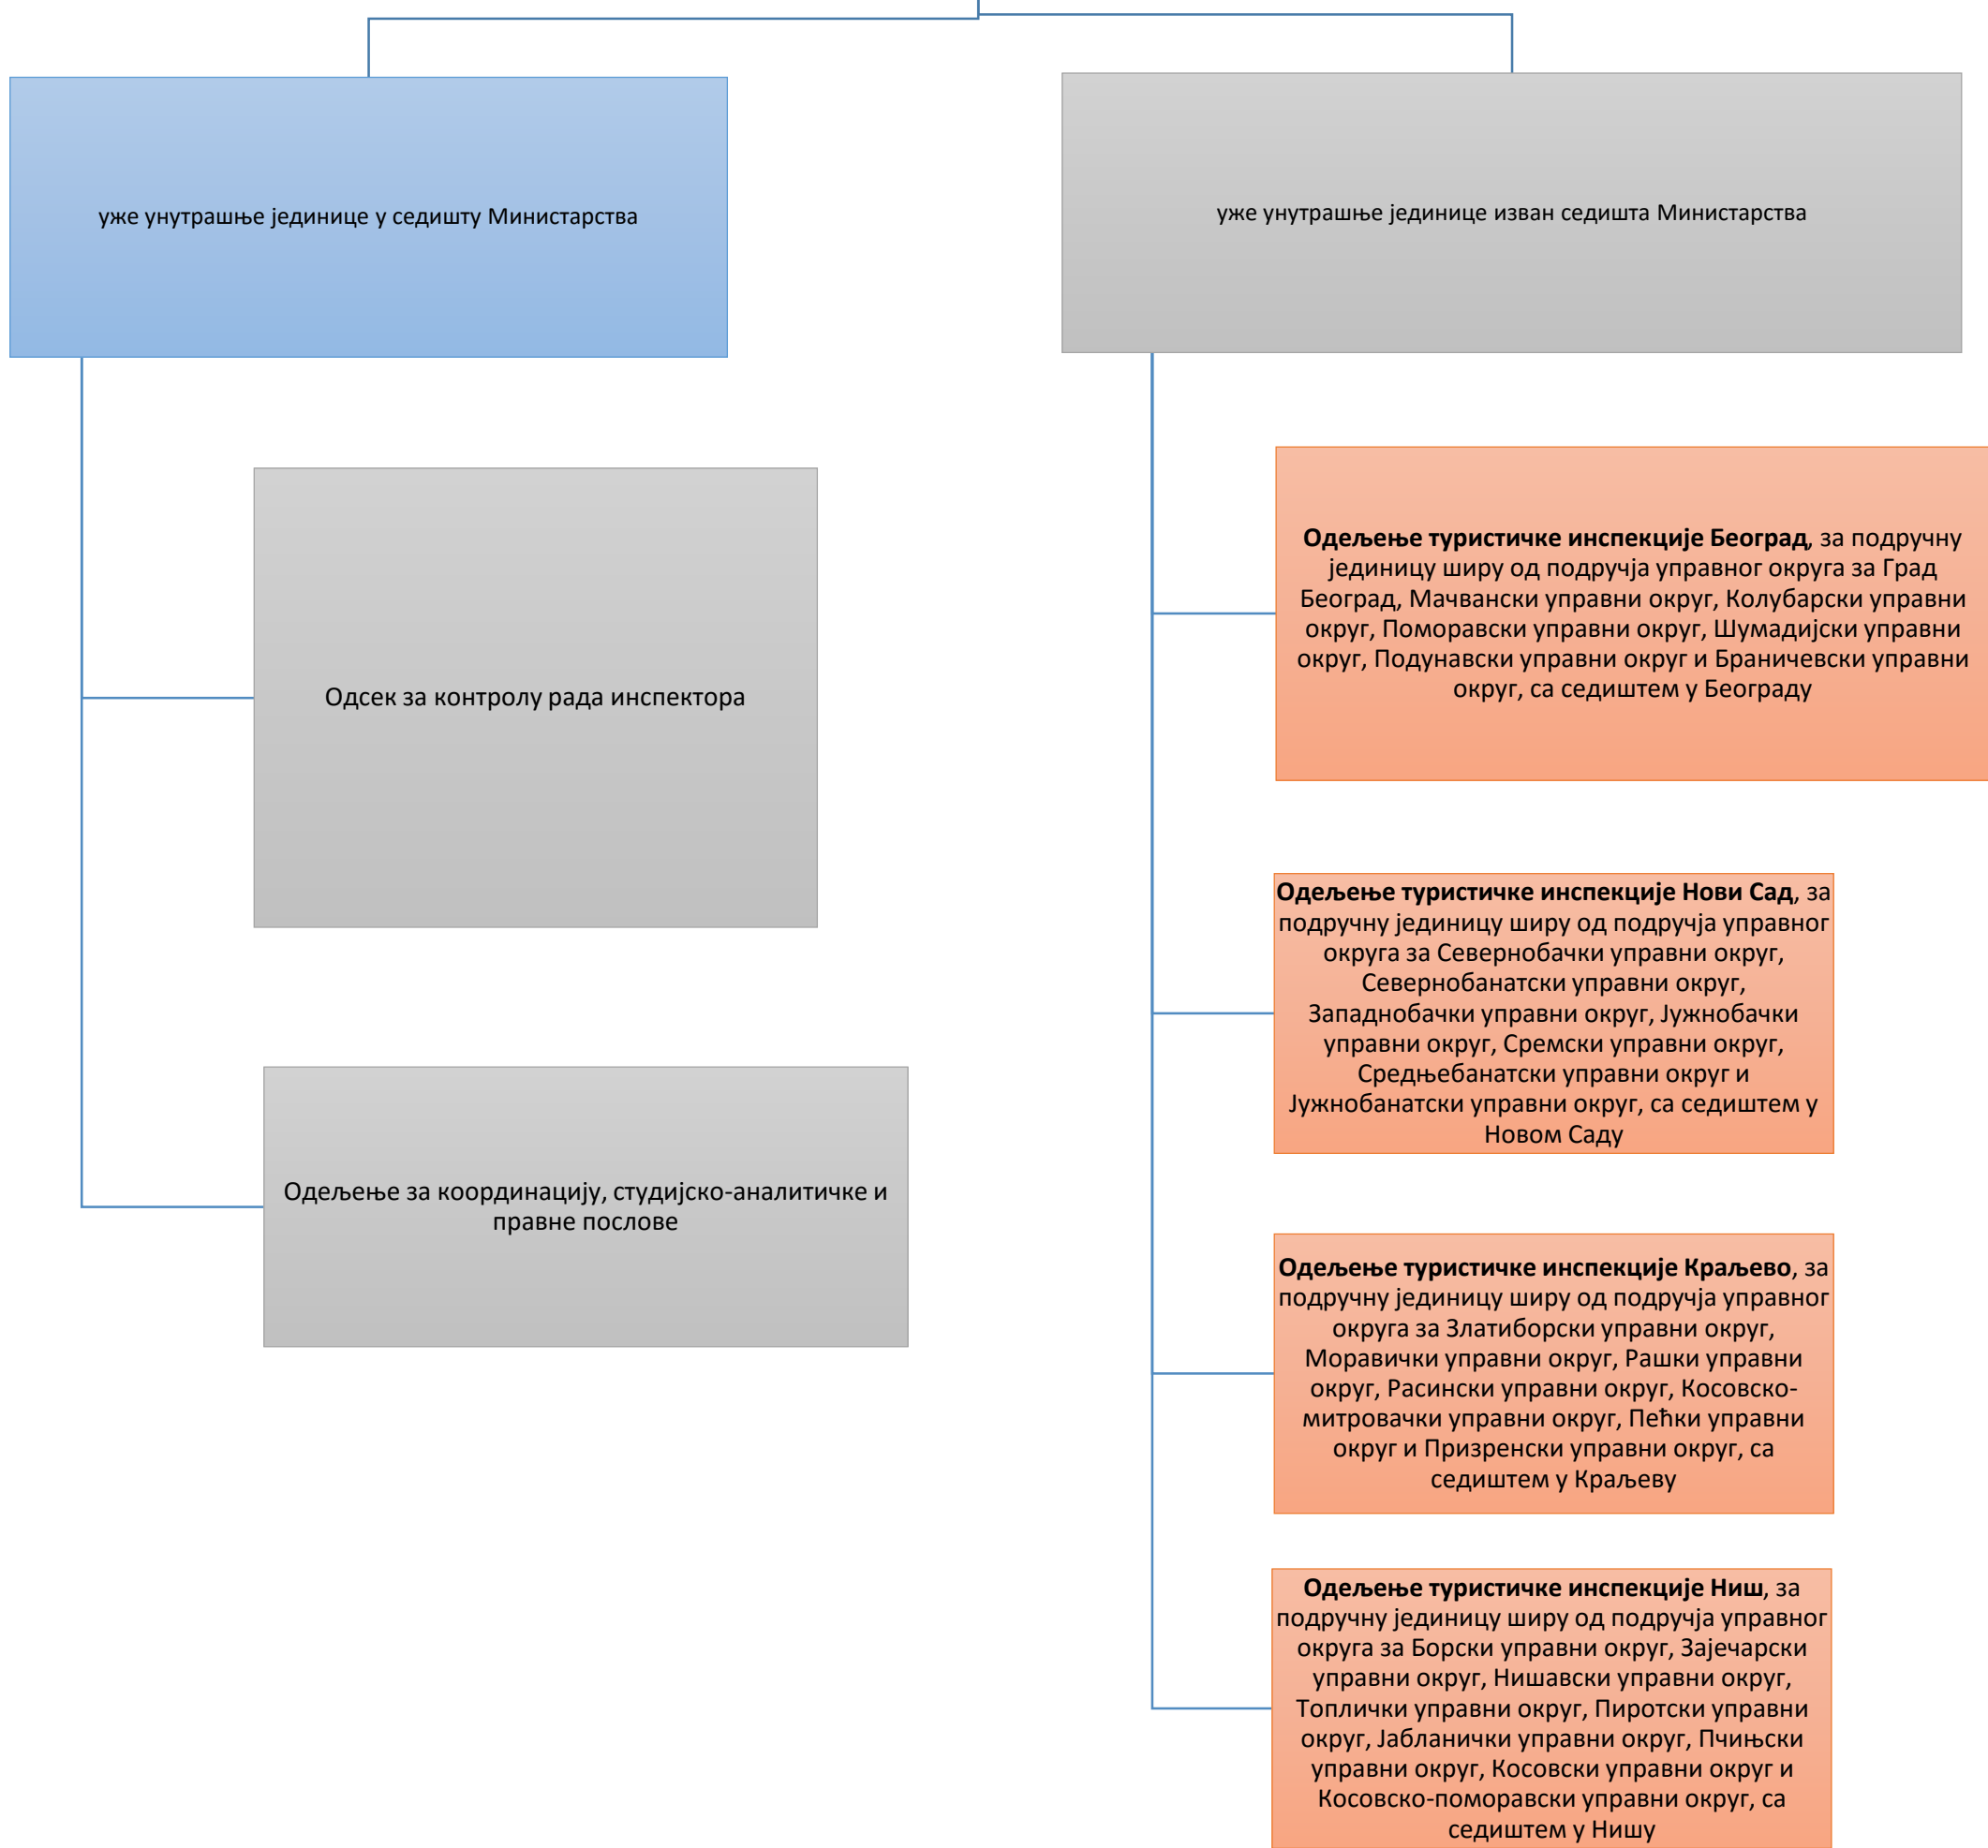 уже унутрашње јединице у седишту Министарства
уже унутрашње јединице изван седишта Министарства
Одсек за контролу рада инспектора
Одељење за координацију, студијско-аналитичке и
правне послове
Одељење туристичке инспекције Београд, за подручну
јединицу ширу од подручја управног округа за Град
Београд, Мачвански управни округ, Колубарски управни
округ, Поморавски управни округ, Шумадијски управни
округ, Подунавски управни округ и Браничевски управни
округ, са седиштем у Београду
Одељење туристичке инспекције Нови Сад, за
подручну јединицу ширу од подручја управног
округа за Севернобачки управни округ,
Севернобанатски управни округ,
Западнобачки управни округ, Јужнобачки
управни округ, Сремски управни округ,
Средњебанатски управни округ и
Јужнобанатски управни округ, са седиштем у
Новом Саду
Одељење туристичке инспекције Краљево, за
подручну јединицу ширу од подручја управног
округа за Златиборски управни округ,
Моравички управни округ, Рашки управни
округ, Расински управни округ, Косовско-
митровачки управни округ, Пећки управни
округ и Призренски управни округ, са
седиштем у Краљеву
Одељење туристичке инспекције Ниш, за
подручну јединицу ширу од подручја управног
округа за Борски управни округ, Зајечарски
управни округ, Нишавски управни округ,
Топлички управни округ, Пиротски управни
округ, Јабланички управни округ, Пчињски
управни округ, Косовски управни округ и
Косовско-поморавски управни округ, са
седиштем у Нишу